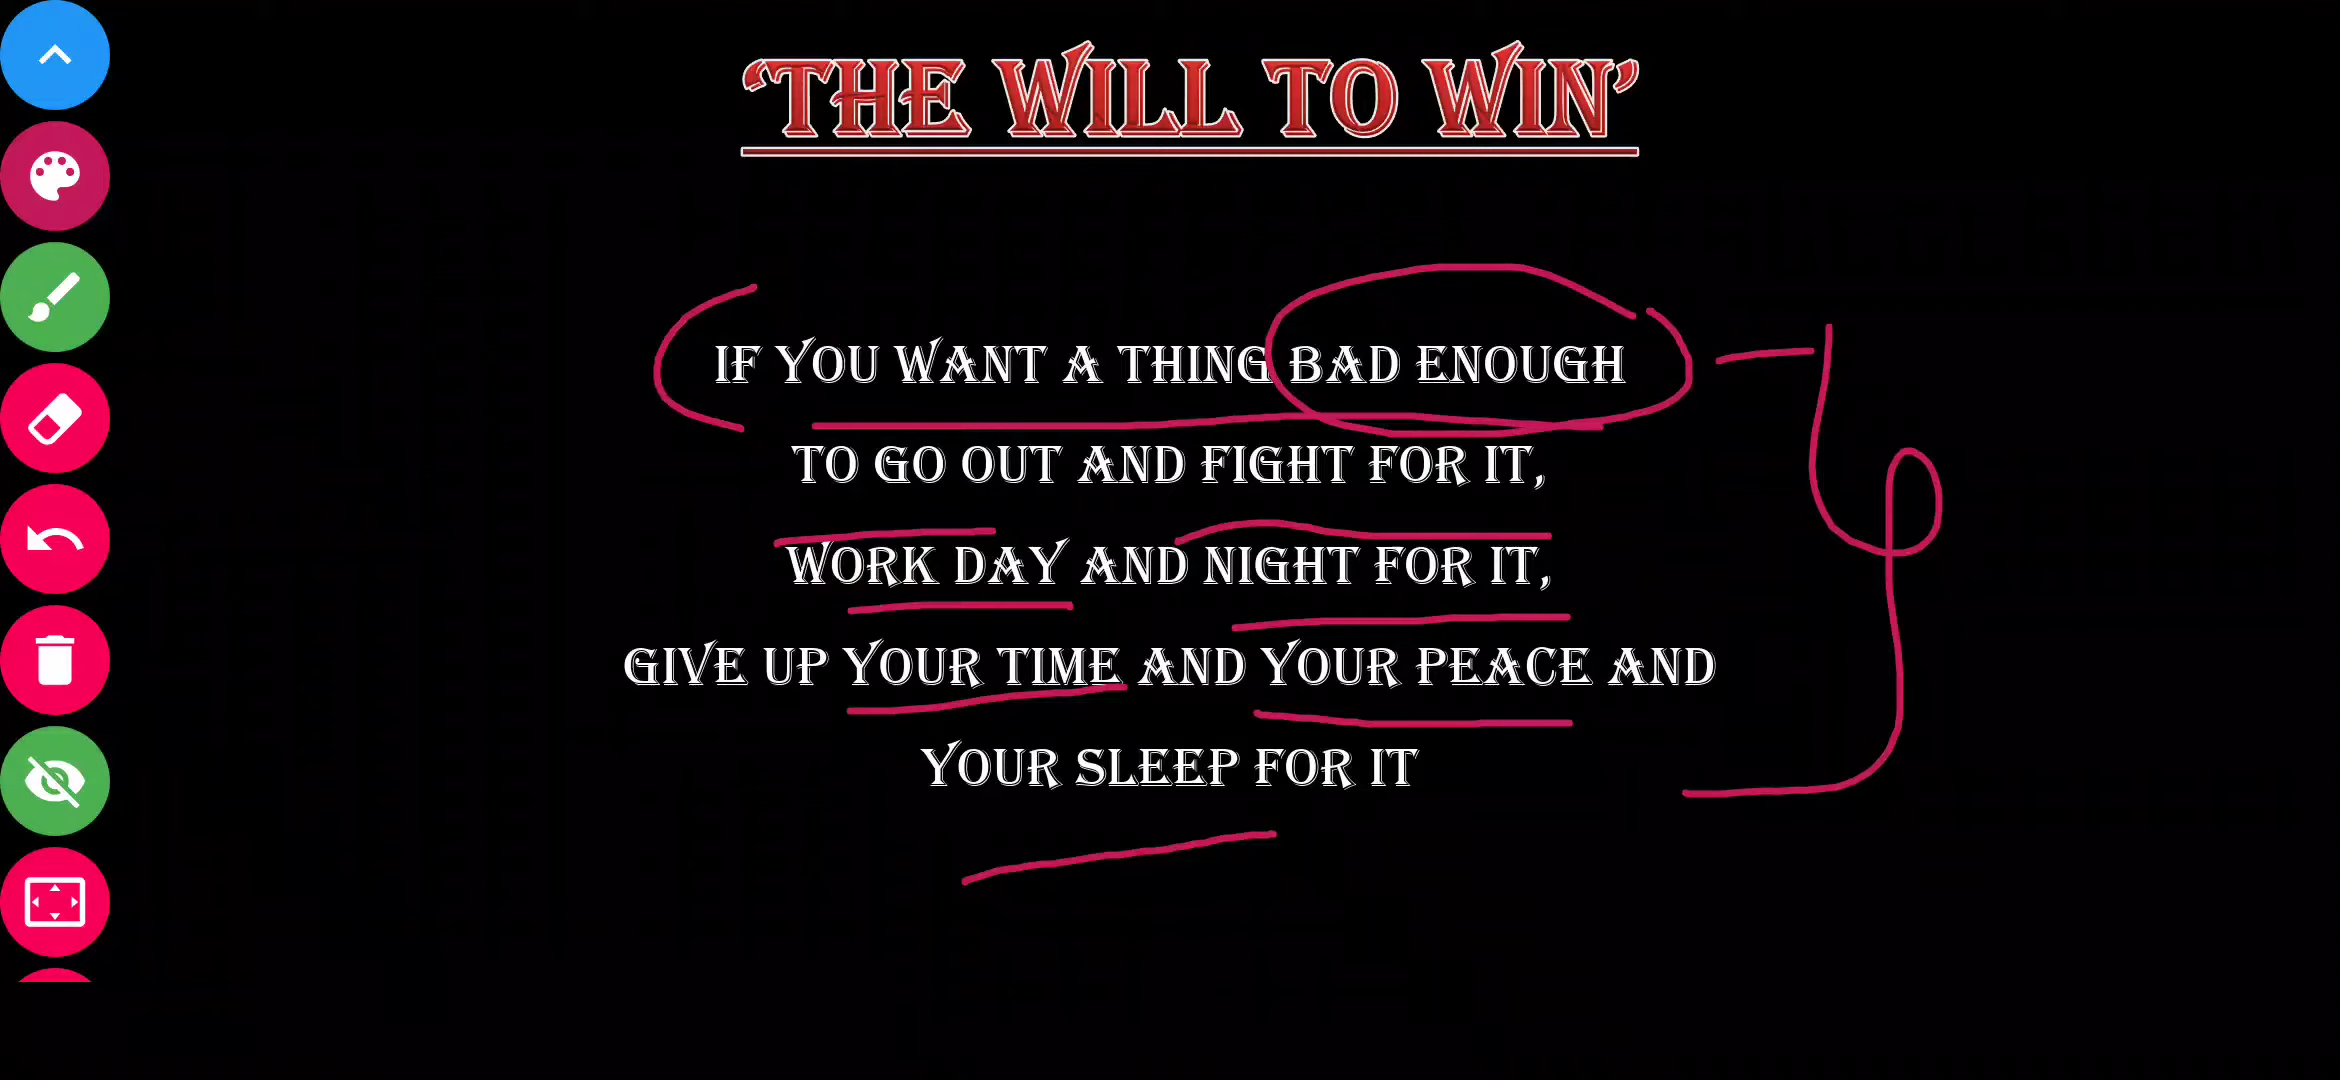 ‘THE WILL TO WIN’
IF YOU WANT A THING BAD ENOUGH
TO GO OUT AND FIGHT FOR IT,
WORK DAY AND NIGHT FOR IT,
GIVE UP YOUR TIME AND YOUR PEACE AND
YOUR SLEEP FOR IT